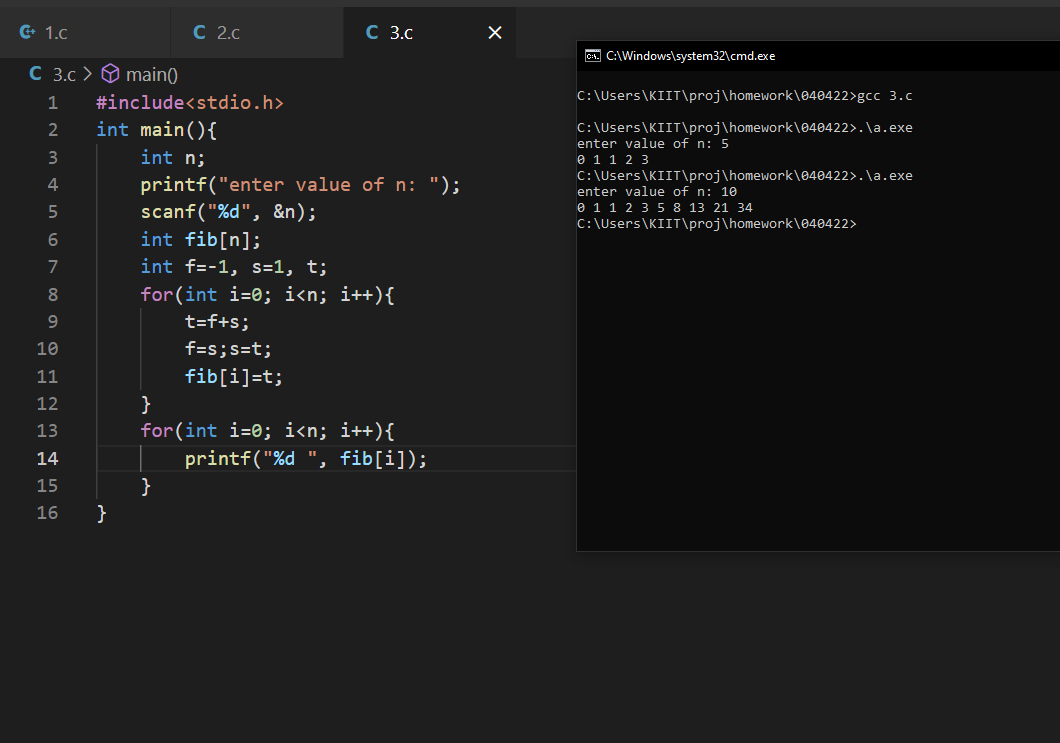 1.c 2.c 3.c
C 3.c > main()
1 #include<stdio.h>
2 int main(){
3     int n;
4     printf("enter value of n: ");
5     scanf("%d", &n);
6     int fib[n];
7     int f=-1, s=1, t;
8     for(int i=0; i<n; i++){
9         t=f+s;
10         f=s;s=t;
11         fib[i]=t;
12     }
13     for(int i=0; i<n; i++){
14         printf("%d ", fib[i]);
15     }
16 }
C:\Windows\system32\cmd.exe
C:\Users\KIIT\proj\homework\040422>gcc 3.c
C:\Users\KIIT\proj\homework\040422>.\a.exe
enter value of n: 5
0 1 1 2 3
C:\Users\KIIT\proj\homework\040422>.\a.exe
enter value of n: 10
0 1 1 2 3 5 8 13 21 34
C:\Users\KIIT\proj\homework\040422>